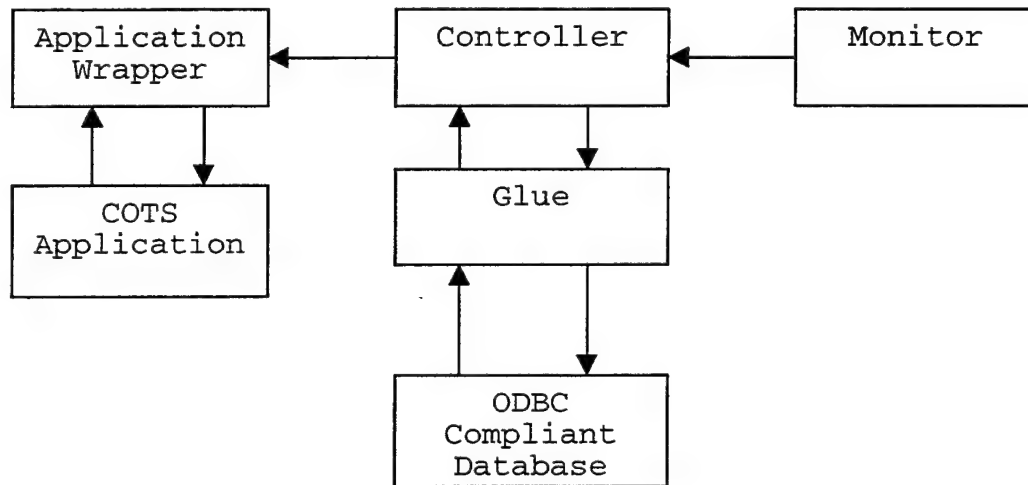 Application
Wrapper
Controller
Monitor
COTS
Application
Glue
ODBC
Compliant
Database